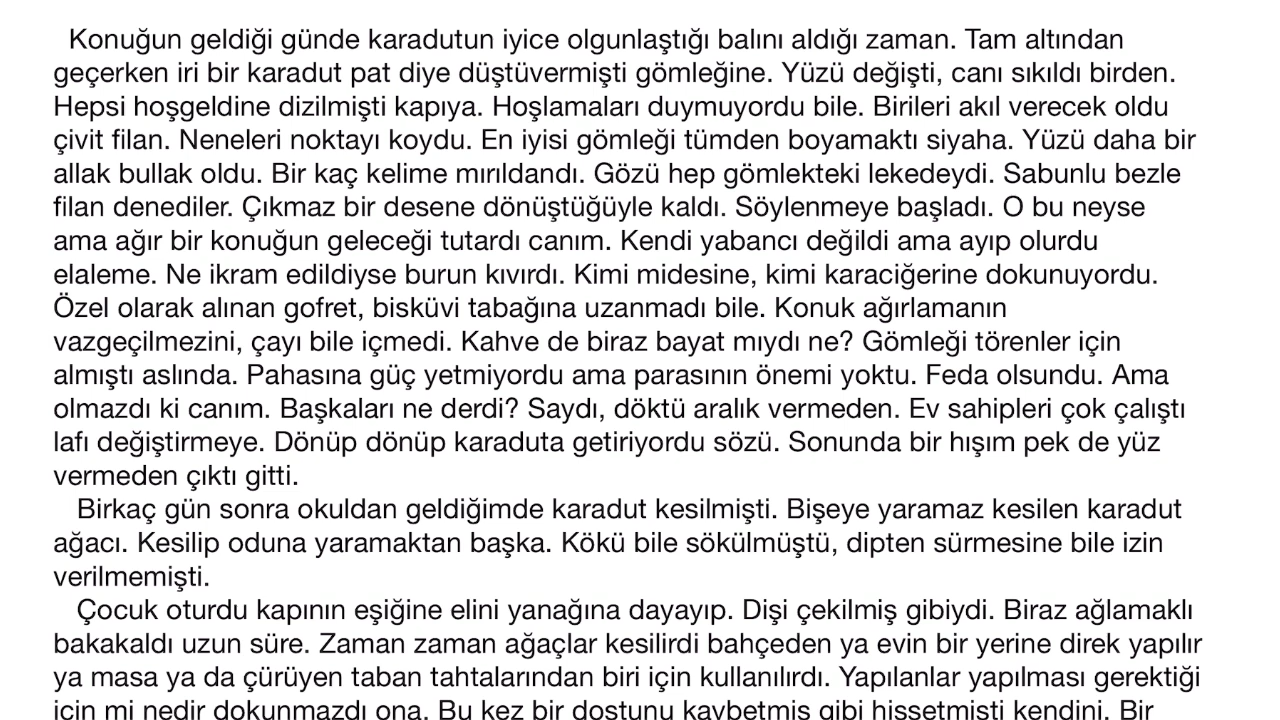 Konuğun geldiği günde karadutun iyice olgunlaştığı balını aldığı zaman. Tam altından
geçerken iri bir karadut pat diye düştüvermişti gömleğine. Yüzü değişti, canı sıkıldı birden.
Hepsi hoşgeldine dizilmişti kapıya. Hoşlamaları duymuyordu bile. Birileri akıl verecek oldu
çivit filan. Neneleri noktayı koydu. En iyisi gömleği tümden boyamaktı siyaha. Yüzü daha bir
allak bullak oldu. Bir kaç kelime mırıldandı. Gözü hep gömlekteki lekedeydi. Sabunlu bezle
filan denediler. Çıkmaz bir desene dönüştüğüyle kaldı. Söylenmeye başladı. O bu neyse
ama ağır bir konuğun geleceği tutardı canım. Kendi yabancı değildi ama ayıp olurdu
elaleme. Ne ikram edildiyse burun kıvırdı. Kimi midesine, kimi karaciğerine dokunuyordu.
Özel olarak alınan gofret, bisküvi tabağına uzanmadı bile. Konuk ağırlamanın
vazgeçilmezini, çayı bile içmedi. Kahve de biraz bayat mıydı ne? Gömleği törenler için
almıştı aslında. Pahasına güç yetmiyordu ama parasının önemi yoktu. Feda olsundu. Ama
olmazdı ki canım. Başkaları ne derdi? Saydı, döktü aralık vermeden. Ev sahipleri çok çalıştı
lafı değiştirmeye. Dönüp dönüp karaduta getiriyordu sözü. Sonunda bir hışım pek de yüz
vermeden çıktı gitti.
Birkaç gün sonra okuldan geldiğimde karadut kesilmişti. Bişeye yaramaz kesilen karadut
ağacı. Kesilip oduna yaramaktan başka. Kökü bile sökülmüştü, dipten sürmesine bile izin
verilmemişti.
Çocuk oturdu kapının eşiğine elini yanağına dayayıp. Dişi çekilmiş gibiydi. Biraz ağlamaklı
bakakaldı uzun süre. Zaman zaman ağaçlar kesilirdi bahçeden ya evin bir yerine direk yapılır
ya masa ya da çürüyen taban tahtalarından biri için kullanılırdı. Yapılanlar yapılması gerektiği
için mi nedir dokunmazdı ona. Bu kez bir dostunu kaybetmiş gibi hissetmişti kendini. Bir